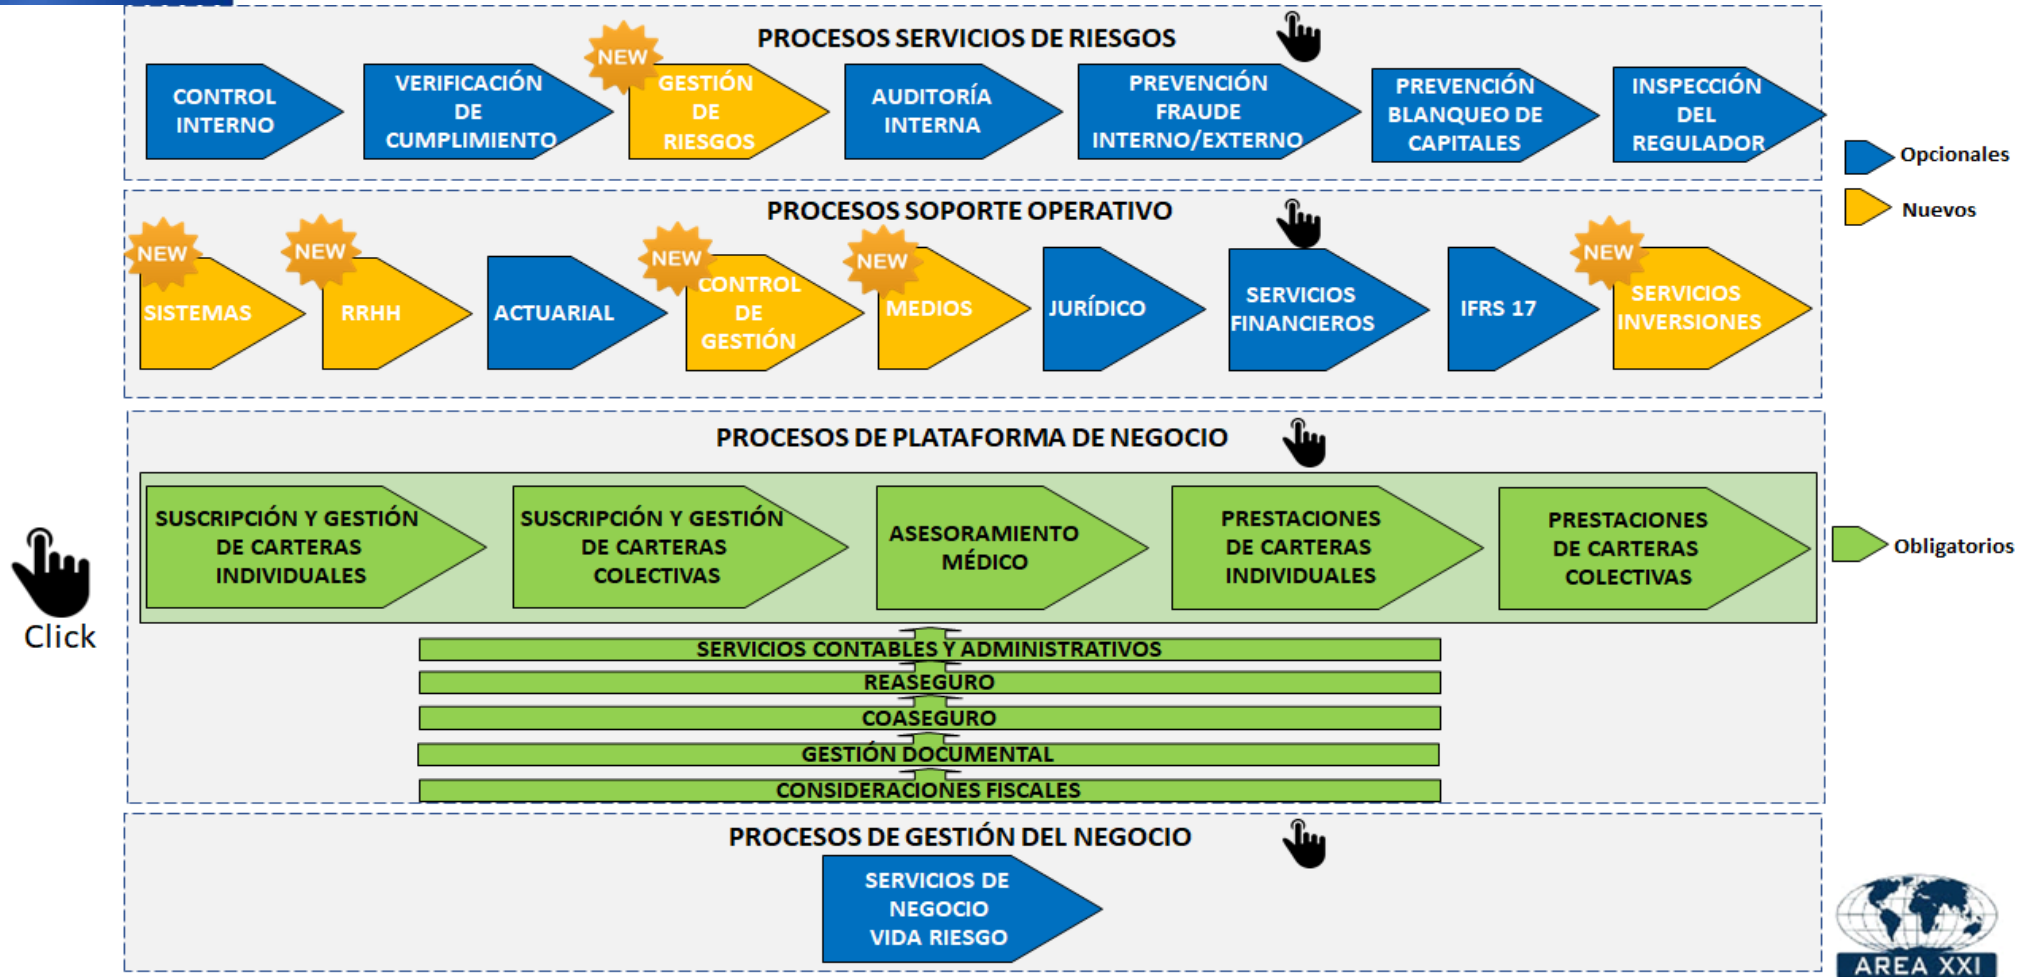 PROCESOS SERVICIOS DE RIESGOS
CONTROL
INTERNO
VERIFICACIÓN
DE
CUMPLIMIENTO
NEW
GESTIÓN
DE
RIESGOS
AUDITORÍA
INTERNA
PREVENCIÓN
FRAUDE
INTERNO/EXTERNO
PREVENCIÓN
BLANQUEO DE
CAPITALES
INSPECCIÓN
DEL
REGULADOR
Opcionales
Nuevos
PROCESOS SOPORTE OPERATIVO
NEW
SISTEMAS
NEW
RRHH
ACTUARIAL
NEW
CONTROL
DE
GESTIÓN
NEW
MEDIOS
JURÍDICO
SERVICIOS
FINANCIEROS
IFRS 17
NEW
SERVICIOS
INVERSIONES
PROCESOS DE PLATAFORMA DE NEGOCIO
SUSCRIPCIÓN Y GESTIÓN
DE CARTERAS
INDIVIDUALES
SUSCRIPCIÓN Y GESTIÓN
DE CARTERAS
COLECTIVAS
ASESORAMIENTO
MÉDICO
PRESTACIONES
DE CARTERAS
INDIVIDUALES
PRESTACIONES
DE CARTERAS
COLECTIVAS
Obligatorios
Click
SERVICIOS CONTABLES Y ADMINISTRATIVOS
REASEGURO
COASEGURO
GESTIÓN DOCUMENTAL
CONSIDERACIONES FISCALES
PROCESOS DE GESTIÓN DEL NEGOCIO
SERVICIOS DE
NEGOCIO
VIDA RIESGO
AREA XXI